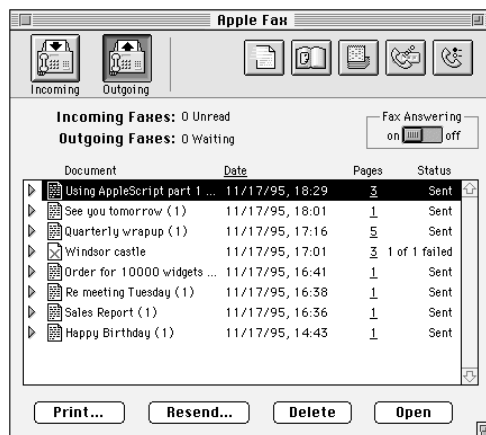 Apple Fax
Incoming Outgoing
Incoming Faxes: 0 Unread
Outgoing Faxes: 0 Waiting
Fax Answering
on off
Document Date Pages Status
Using AppleScript part 1 ... 11/17/95, 18:29 3 Sent
See you tomorrow (1) 11/17/95, 18:01 1 Sent
Quarterly wrapup (1) 11/17/95, 17:16 5 Sent
Windsor castle 11/17/95, 17:01 3 1 of 1 failed
Order for 10000 widgets ... 11/17/95, 16:41 1 Sent
Re meeting Tuesday (1) 11/17/95, 16:38 1 Sent
Sales Report (1) 11/17/95, 16:36 1 Sent
Happy Birthday (1) 11/17/95, 14:43 1 Sent
Print... Resend... Delete Open